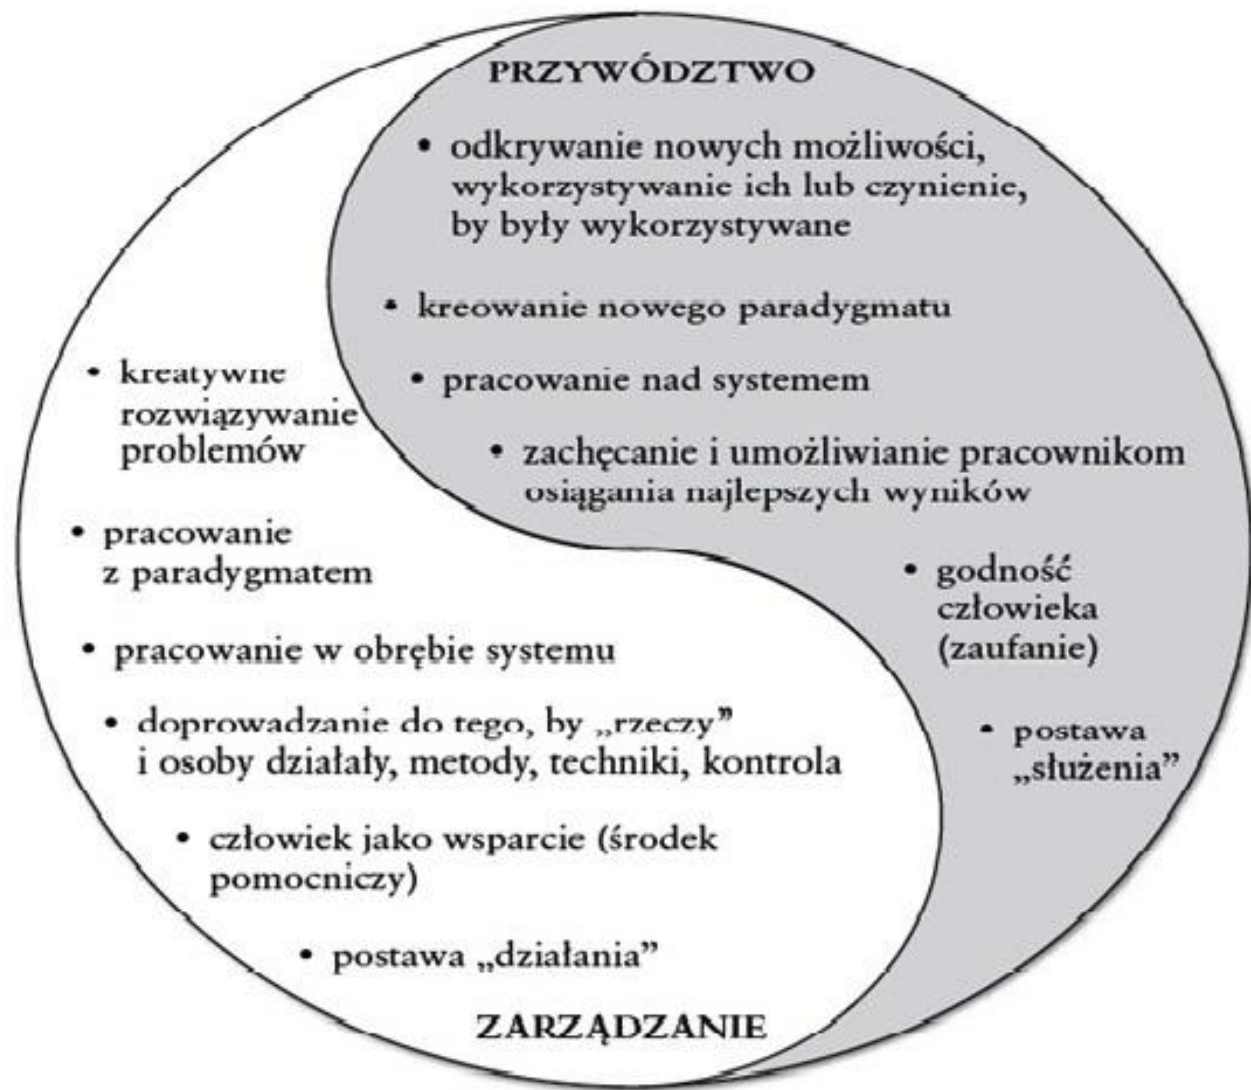 PRZYWÓDZTWO
• odkrywanie nowych możliwości,
wykorzystywanie ich lub czynienie,
by były wykorzystywane
• kreowanie nowego paradygmatu
• pracowanie nad systemem
• zachęcanie i umożliwianie pracownikom
osiągania najlepszych wyników
• godność
człowieka
(zaufanie)
• postawa
„służenia”
• kreatywne
rozwiązywanie
problemów
• pracowanie
z paradygmatem
• pracowanie w obrębie systemu
• doprowadzanie do tego, by „rzeczy”
i osoby działały, metody, techniki, kontrola
• człowiek jako wsparcie (środek
pomocniczy)
• postawa „działania”
ZARZĄDZANIE